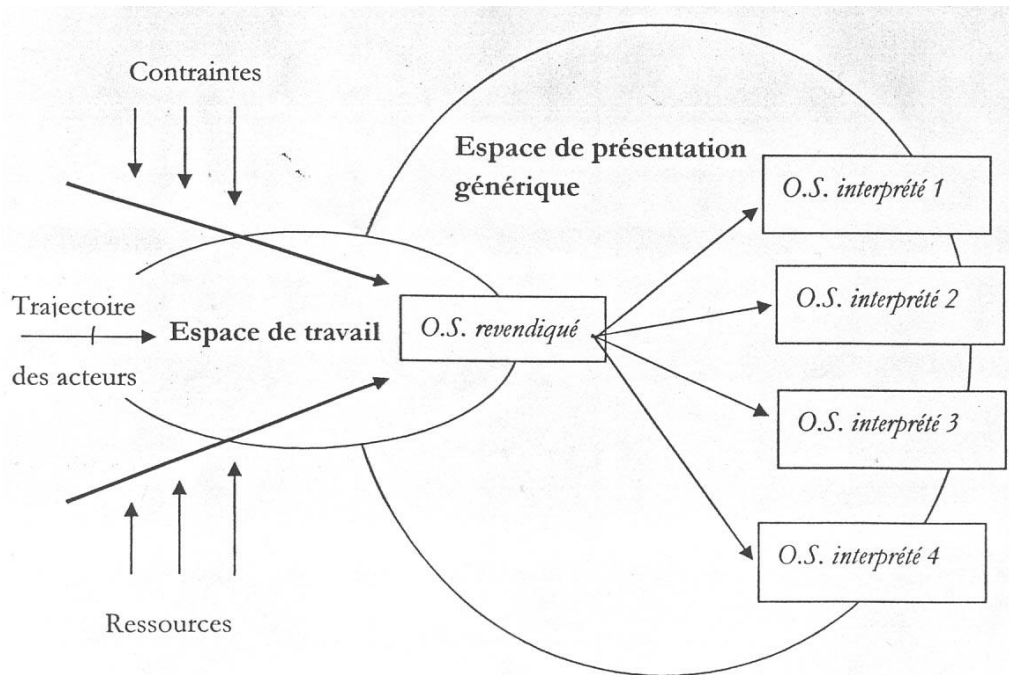 Contraintes
Espace de présentation
générique
O.S. interprété 1
O.S. interprété 2
Trajectoire
Espace de travail
O.S. revendiqué
des acteurs
O.S. interprété 3
O.S. interprété 4
Ressources